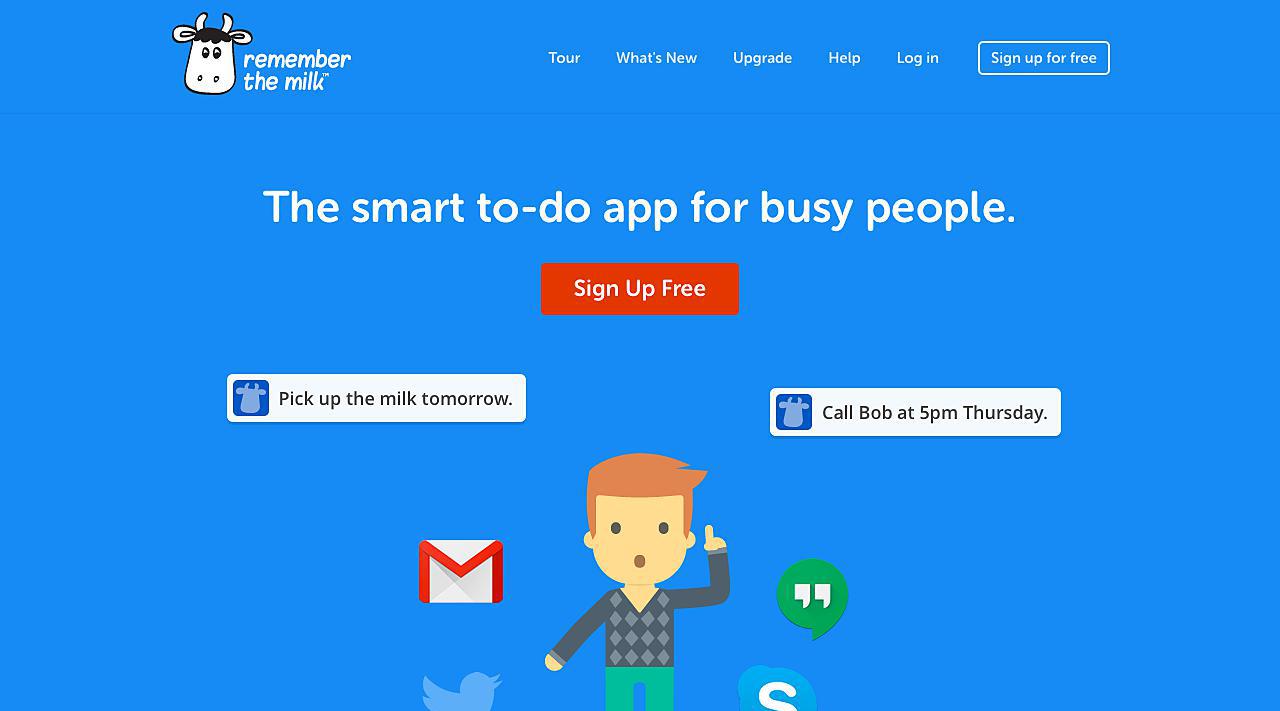 remember
the milk™
Tour
What's New
Upgrade
Help
Log in
Sign up for free
The smart to-do app for busy people.
Sign Up Free
Pick up the milk tomorrow.
Call Bob at 5pm Thursday.
S